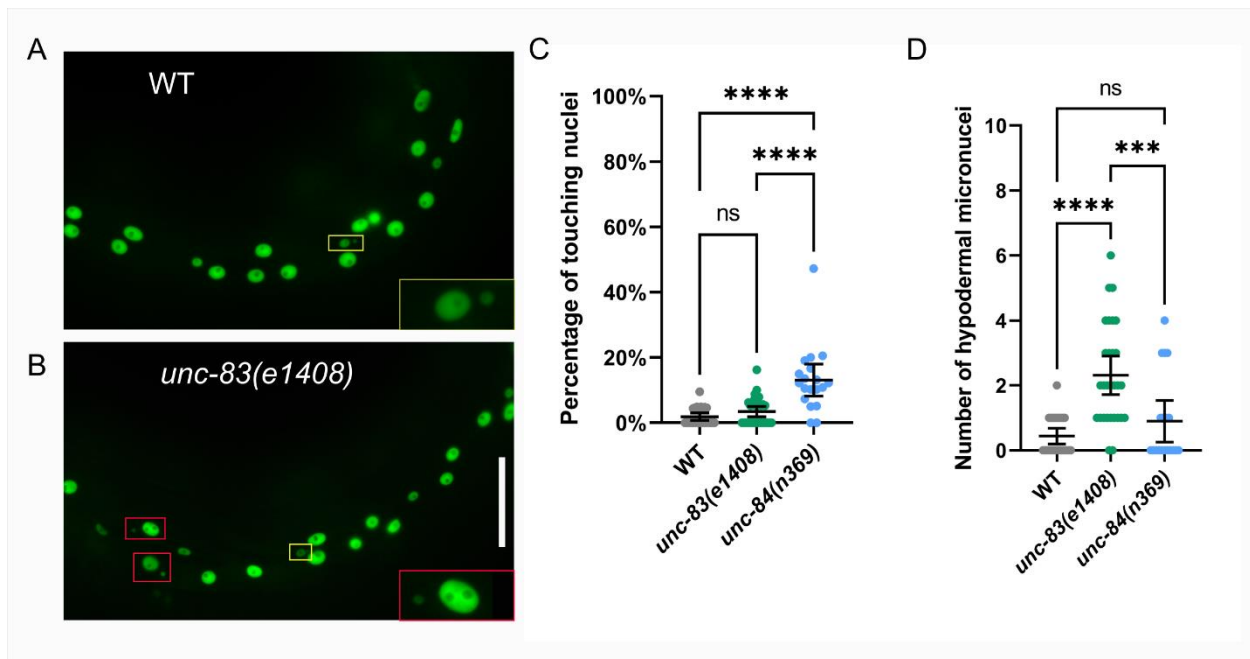 A
WT
B
unc-83(e1408)
C
Percentage of touching nuclei
100%
80%
60%
40%
20%
0%
****
****
ns
WT
unc-83(e1408)
unc-84(n369)
D
Number of hypodermal micronucei
10
8
6
4
2
0
ns
***
****
WT
unc-83(e1408)
unc-84(n369)